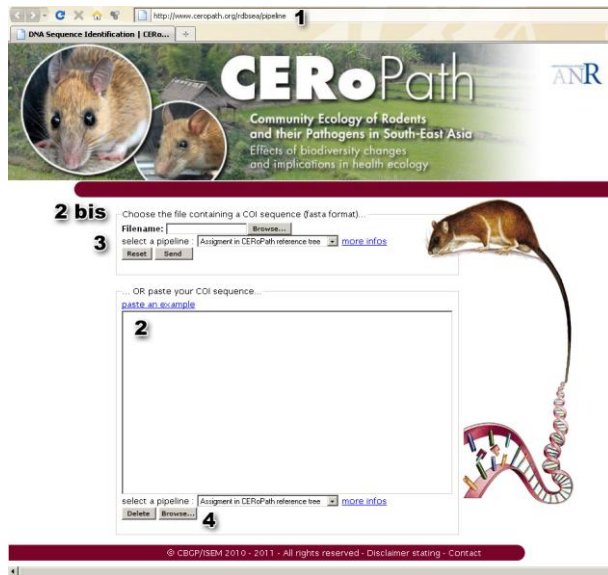 http://www.ceropath.org/rdbsea/pipeline
1
DNA Sequence Identification | CERo...
CERoPath
ANR
Community Ecology of Rodents
and their Pathogens in South-East Asia
Effects of biodiversity changes
and implications in health ecology
2 bis
Choose the file containing a COI sequence (fasta format)...
Filename: Browse...
3
select a pipeline : Assigment in CERoPath reference tree more infos
Reset Send
... OR paste your COI sequence...
paste an example
2
select a pipeline : Assigment in CERoPath reference tree more infos
Delete Browse...
4
© CBGP/ISEM 2010 - 2011 - All rights reserved - Disclaimer stating - Contact